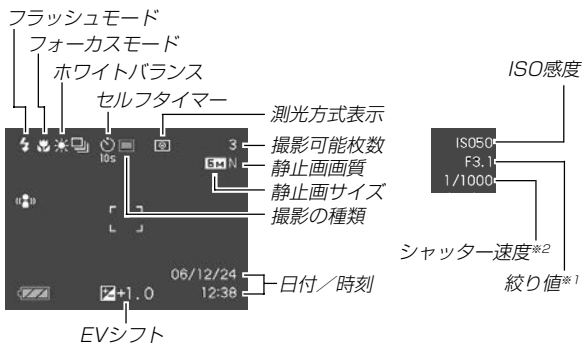 フラッシュモード
フォーカスモード
ホワイトバランス
セルフタイマー
測光方式表示
撮影可能枚数
静止画画質
静止画サイズ
撮影の種類
日付／時刻
EVシフト
10s
3
6M N
06/12/24
12:38
+1.0
ISO感度
ISO50
F3.1
1/1000
シャッター速度※2
絞り値※1